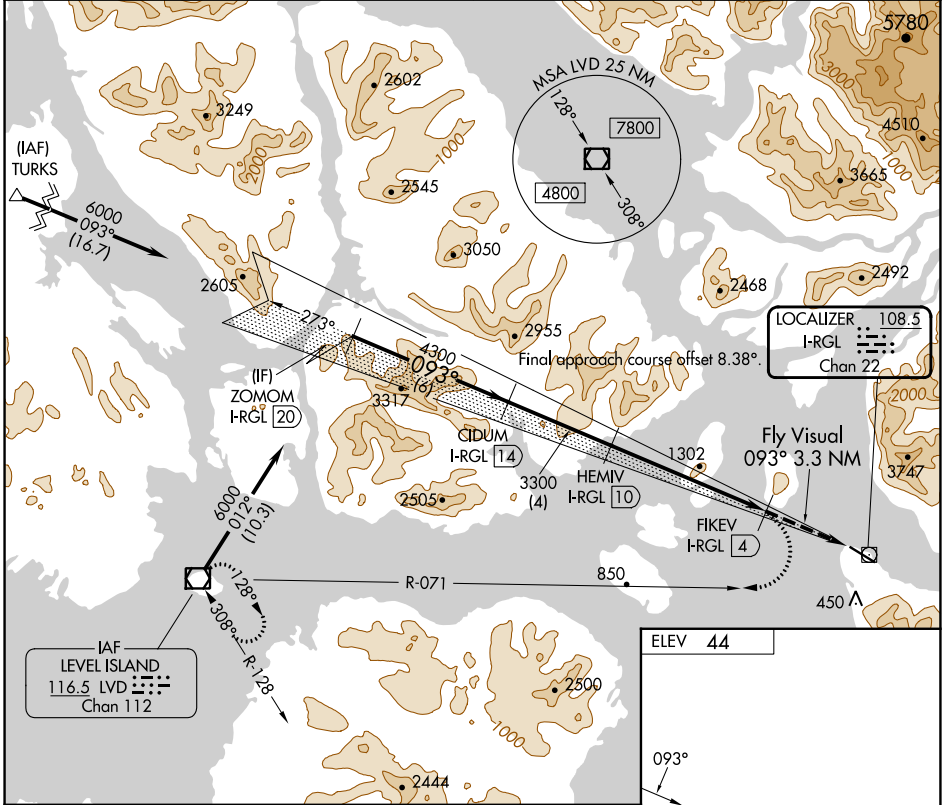 5780
MSA LVD 25 NM
2602
3000
128°
3249
7800
4510
(IAF)
TURKS
1000
2000
3665
6000
093°
(16.7)
2545
4800
308°
1000
3050
2605
2468
2492
273°
2955
LOCALIZER 108.5
I-RGL
Chan 22
4300
093°
(6)
Final approach course offset 8.38°.
(IF)
ZOMOM
I-RGL 20
3317
2000
CIDUM
I-RGL 14
Fly Visual
093° 3.3 NM
1302
3747
3300
(4)
HEMIV
I-RGL 10
2505
6000
012°
(10.3)
FIKEV
I-RGL 4
R-071
850
128°
450
308°
IAF
LEVEL ISLAND
116.5 LVD
Chan 112
R-128
ELEV 44
2500
1000
093°
2444